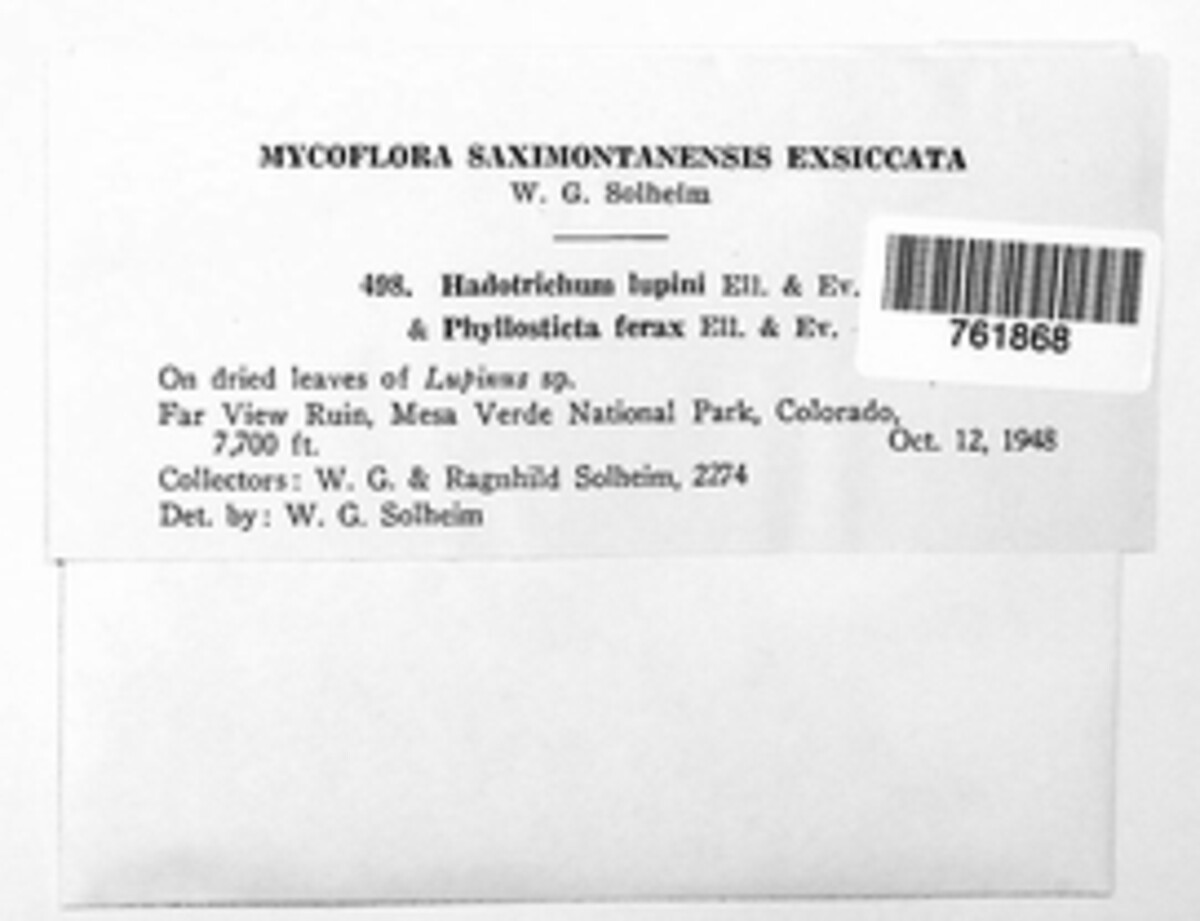 MYCOFLORA SAXIMONTANENSIS EXSICCATA
W. G. Solheim
498. Hadotrichum lupini Ell. & Ev.
& Phyllosticta ferax Ell. & Ev.
761868
On dried leaves of Lupinus sp.
Far View Ruin, Mesa Verde National Park, Colorado,
7,700 ft. Oct. 12, 1948
Collectors: W. G. & Ragnhild Solheim, 2274
Det. by: W. G. Solheim